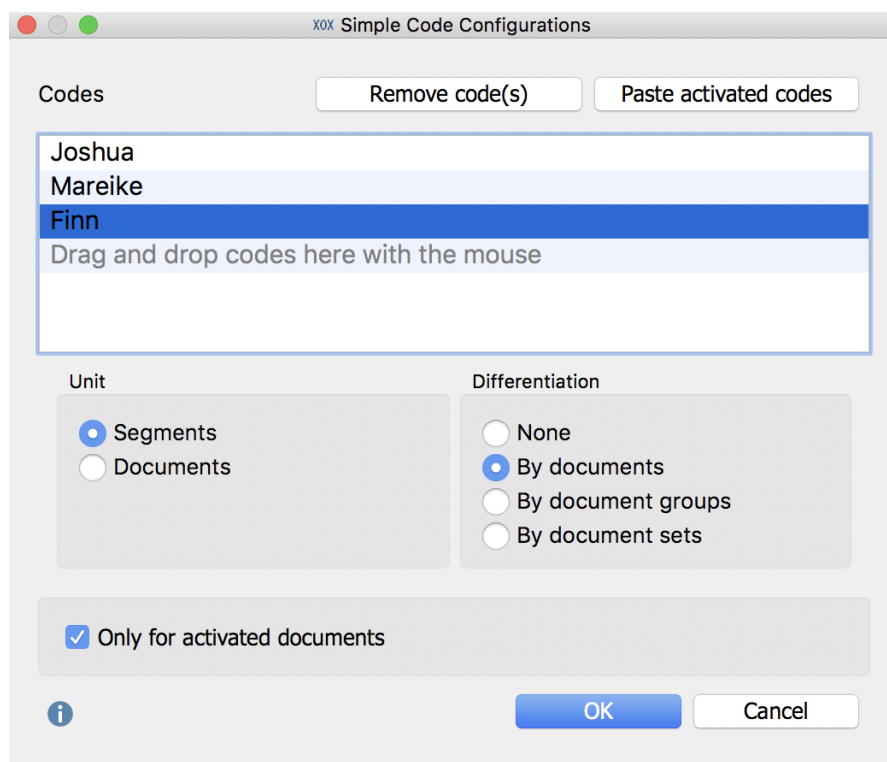 XOX Simple Code Configurations
Codes
Remove code(s)
Paste activated codes
Joshua
Mareike
Finn
Drag and drop codes here with the mouse
Unit
Segments
Documents
Differentiation
None
By documents
By document groups
By document sets
Only for activated documents
i
OK
Cancel